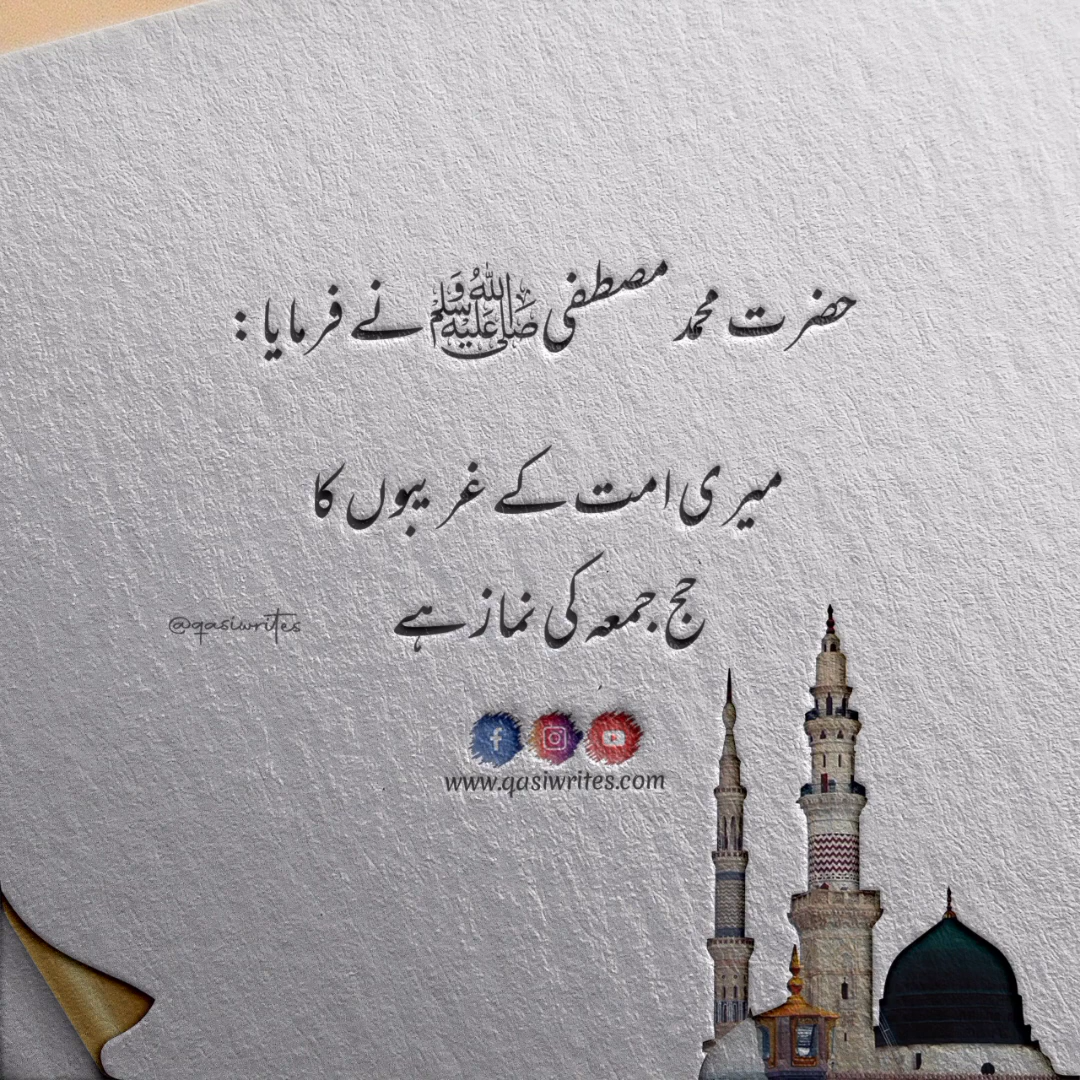 حضرت محمد مصطفی ﷺ نے فرمایا :
میری امت کے غریبوں کا
حج جمعہ کی نماز ہے
@qasiwrites
www.qasiwrites.com